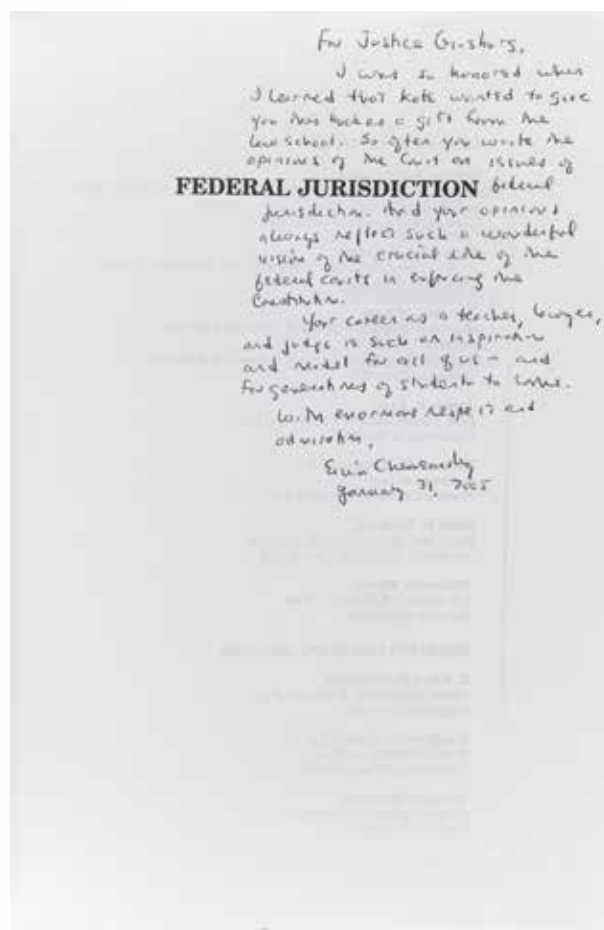 For Justice Ginsburg,
I was so honored when
I learned that Kate wanted to give
you this book as a gift from the
law school. So often you write the
opinions of the Court on issues of
FEDERAL JURISDICTION federal
jurisdiction. And your opinions
always reflect such a wonderful
vision of the crucial role of the
federal courts in enforcing the
Constitution.
Your career as a teacher, lawyer,
and judge is such an inspiration
and model for all of us - and
for generations of students to come.
With enormous respect and
admiration,
Erwin Chemerinsky
January 31, 2005